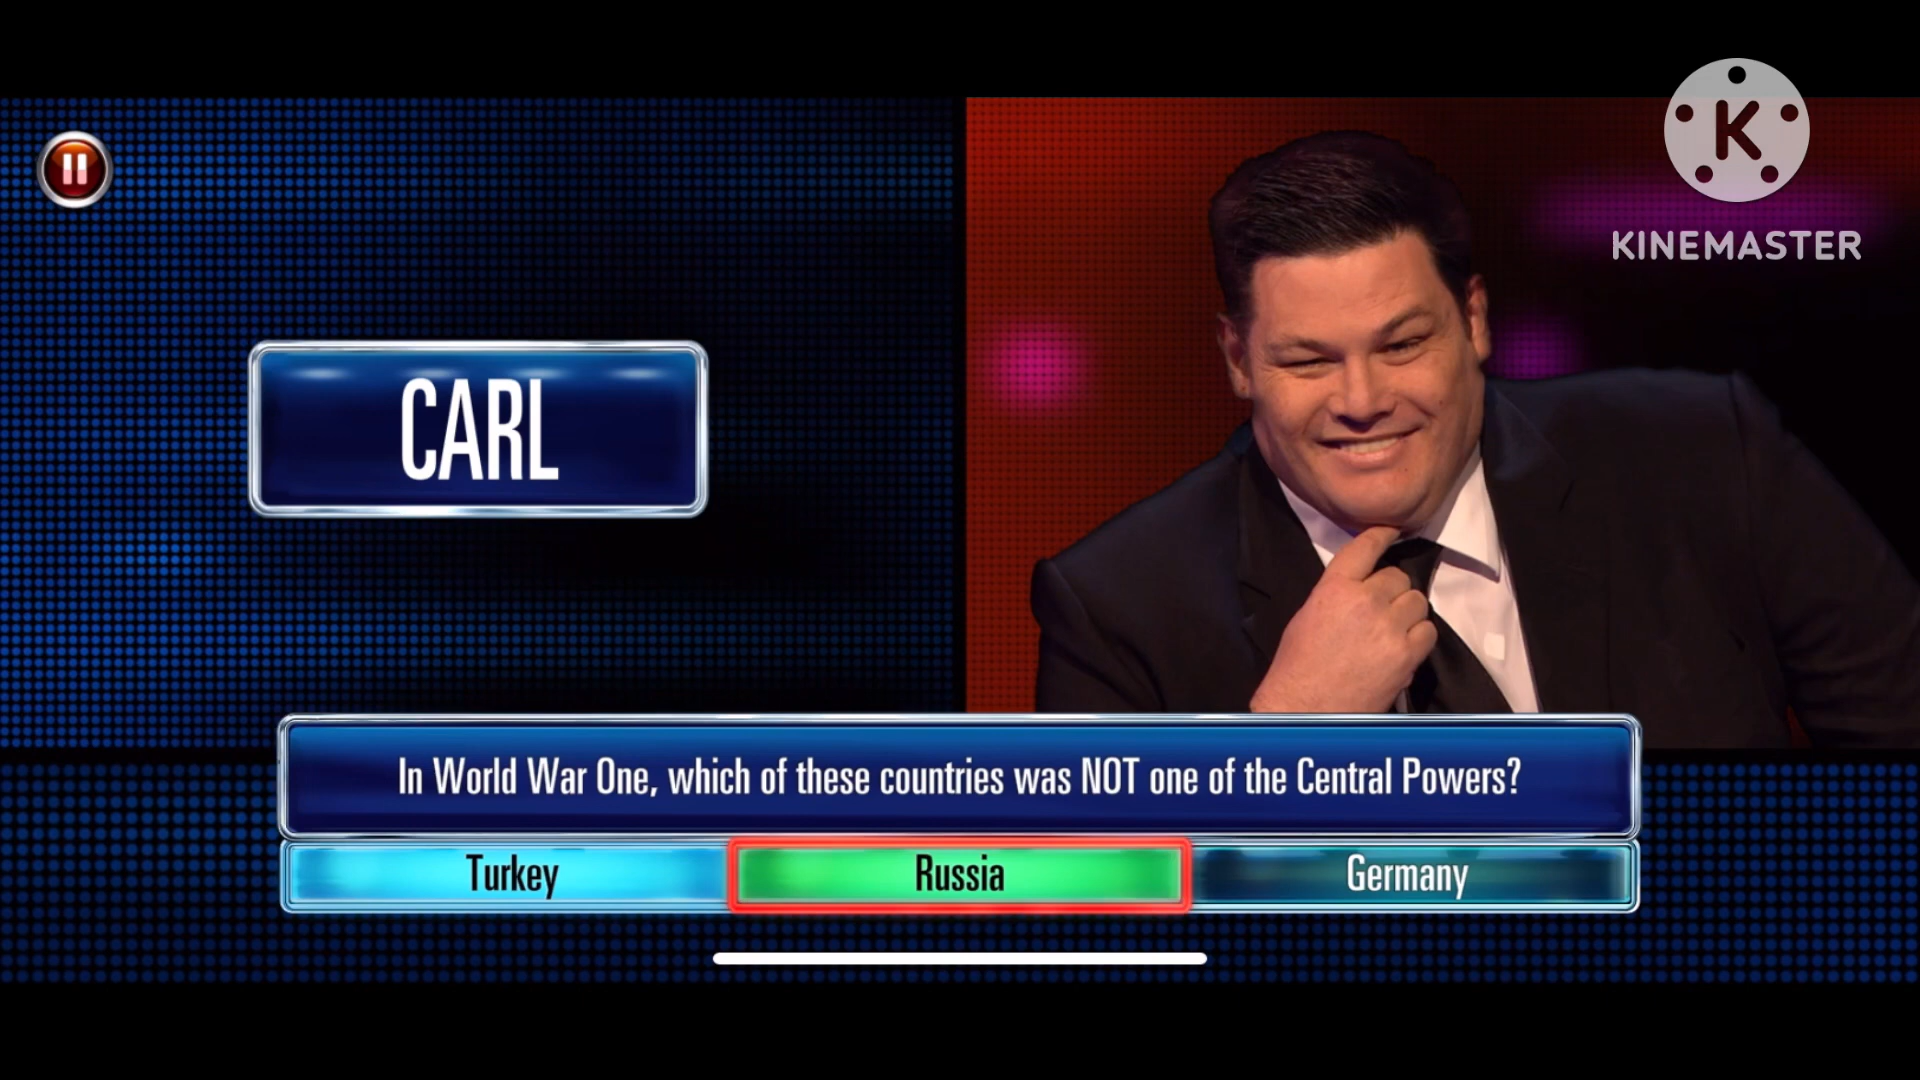 K
KINEMASTER
CARL
In World War One, which of these countries was NOT one of the Central Powers?
Turkey
Russia
Germany